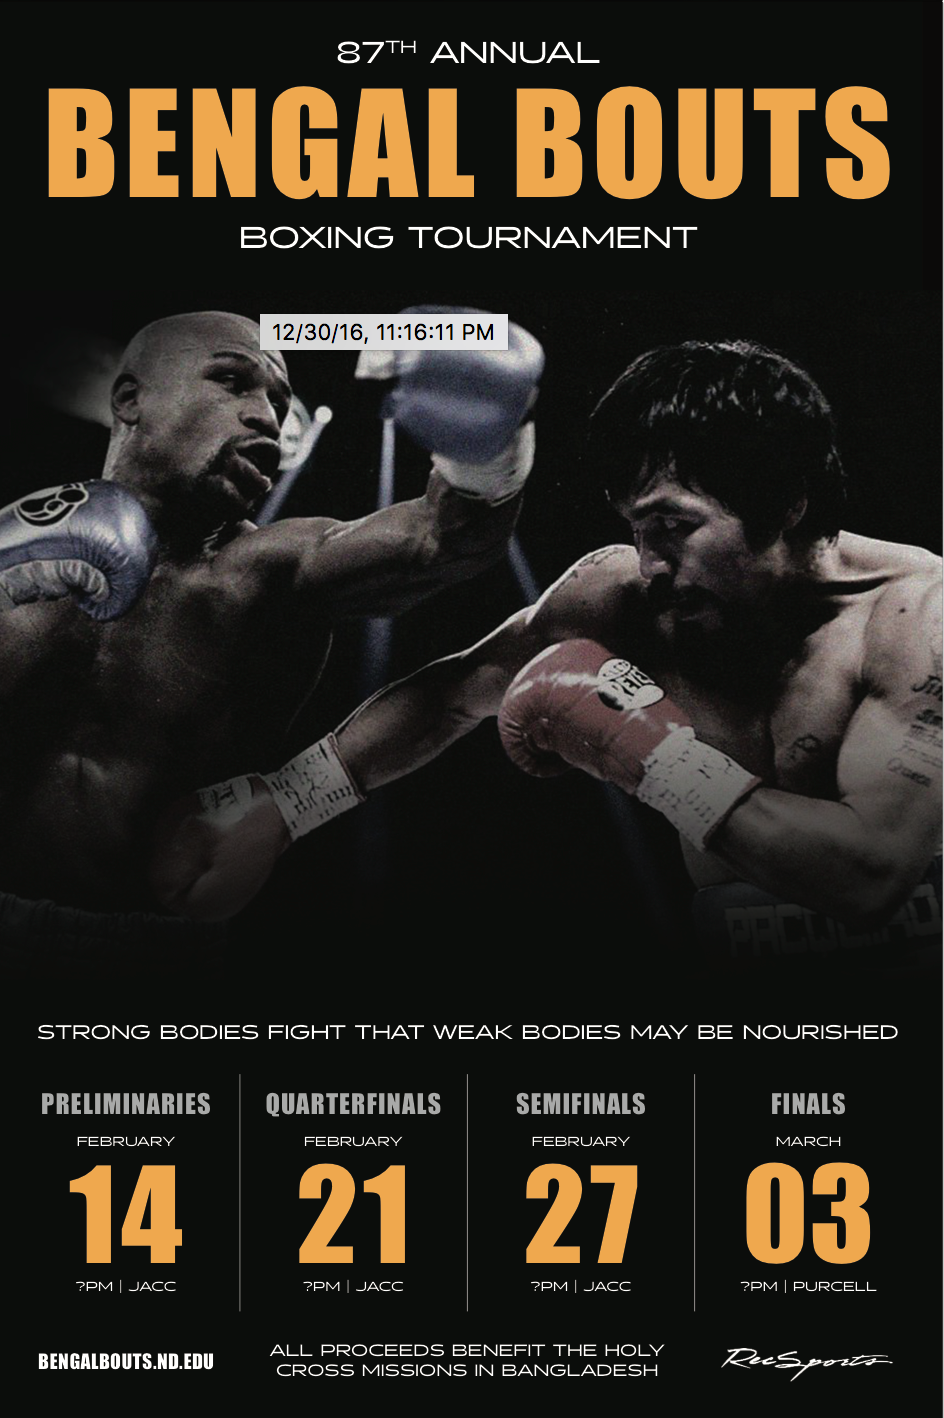 87TH ANNUAL
BENGAL BOUTS
BOXING TOURNAMENT
12/30/16, 11:16:11 PM
REYES
STRONG BODIES FIGHT THAT WEAK BODIES MAY BE NOURISHED
PRELIMINARIES
FEBRUARY
14
?PM | JACC
QUARTERFINALS
FEBRUARY
21
?PM | JACC
SEMIFINALS
FEBRUARY
27
?PM | JACC
FINALS
MARCH
03
?PM | PURCELL
BENGALBOUTS.ND.EDU
ALL PROCEEDS BENEFIT THE HOLY
CROSS MISSIONS IN BANGLADESH
RecSports